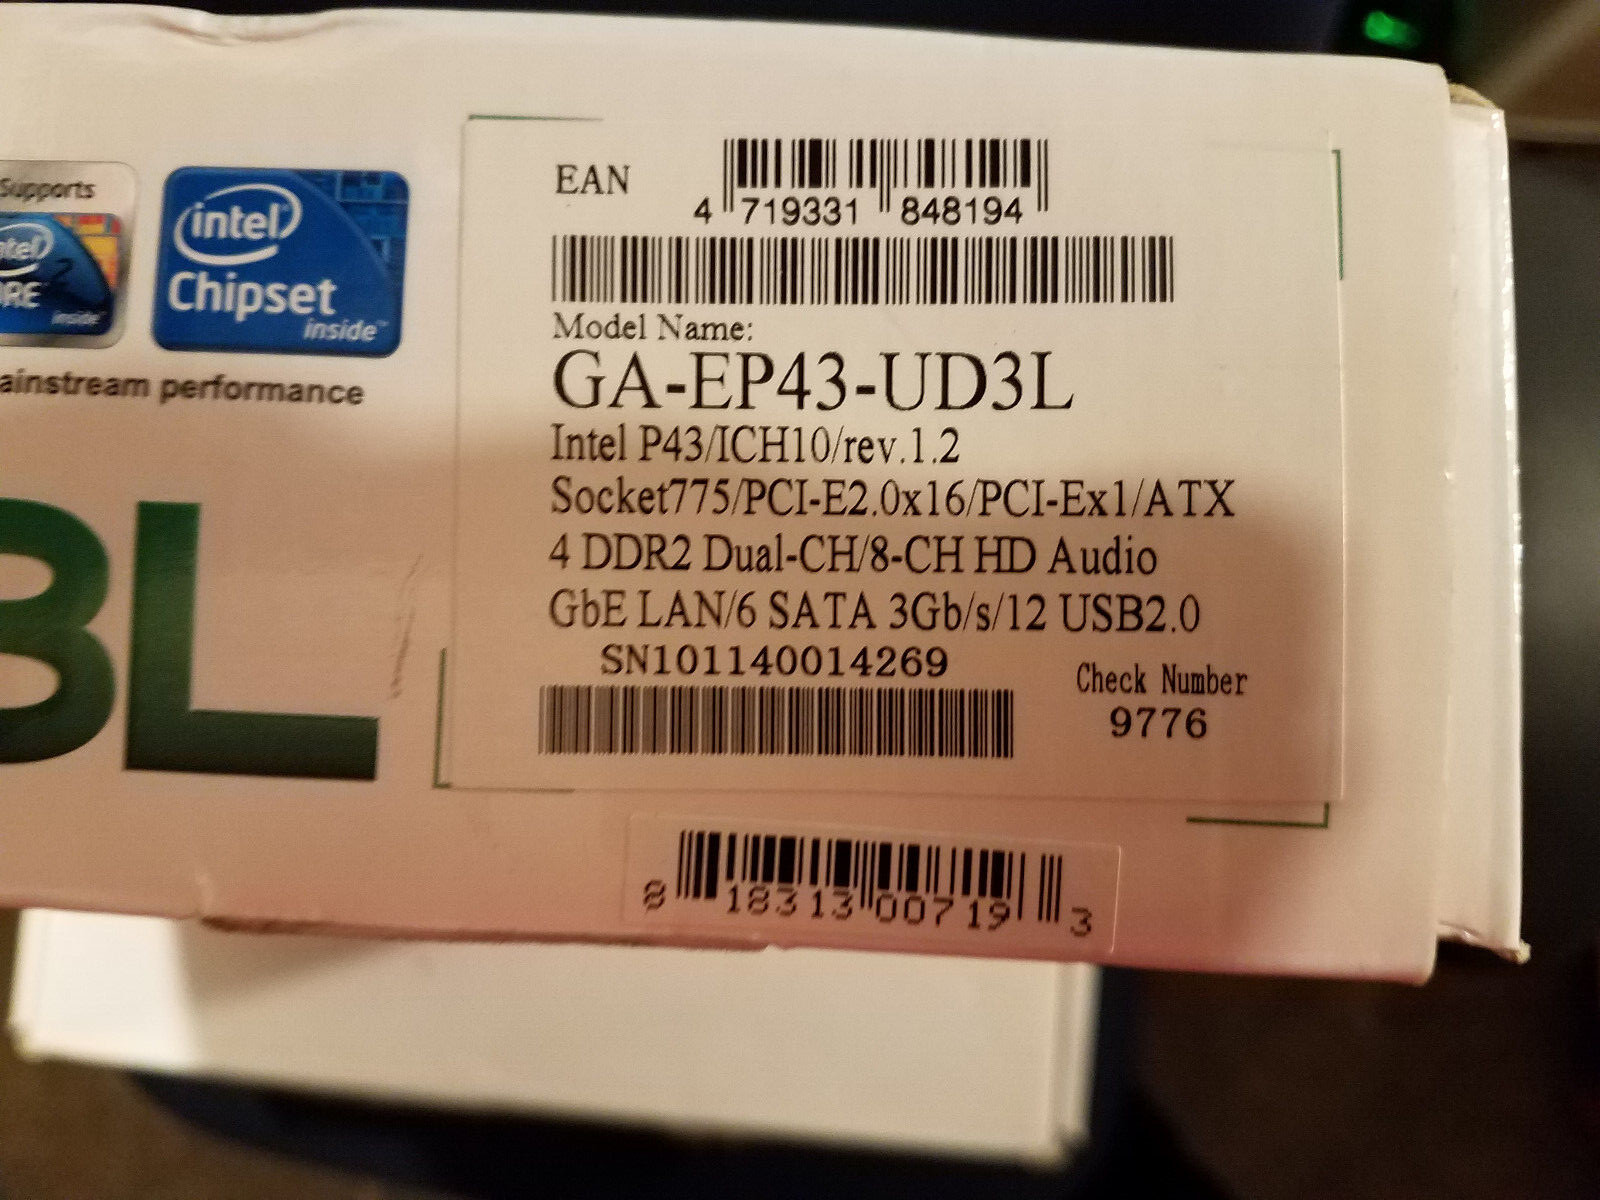 Supports
intel
Chipset
inside™
inside™
ainstream performance
3L
EAN
4 719331 848194
Model Name:
GA-EP43-UD3L
Intel P43/ICH10/rev.1.2
Socket775/PCI-E2.0x16/PCI-Ex1/ATX
4 DDR2 Dual-CH/8-CH HD Audio
GbE LAN/6 SATA 3Gb/s/12 USB2.0
SN101140014269
Check Number
9776
8 18313 00719 3